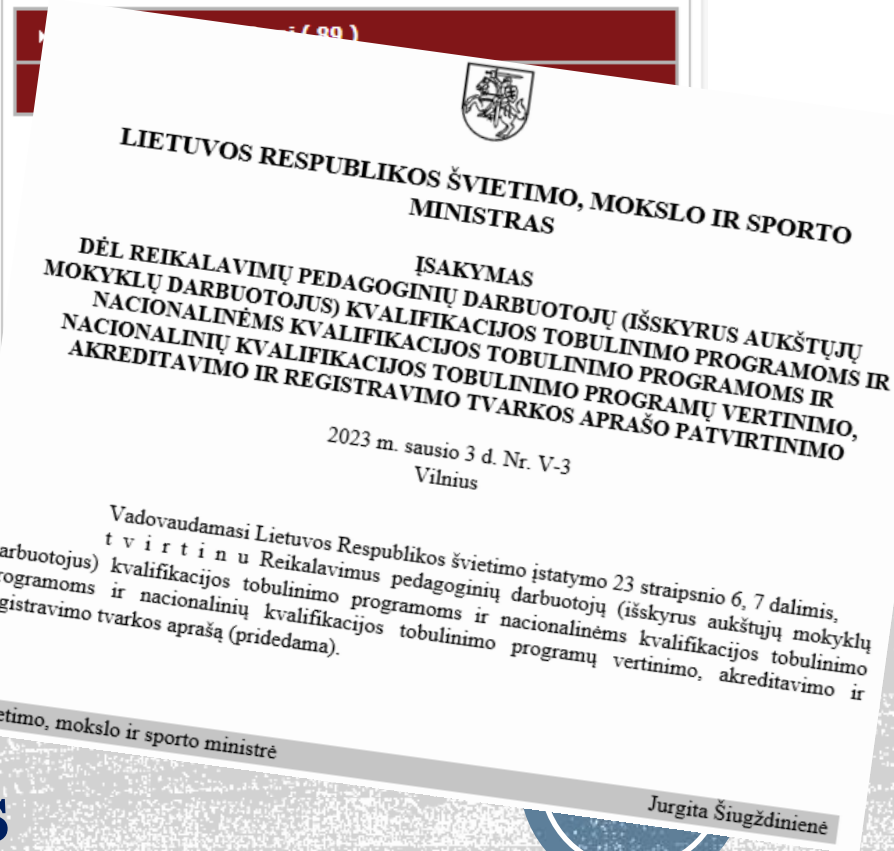 ( 99 )
LIETUVOS RESPUBLIKOS ŠVIETIMO, MOKSLO IR SPORTO
MINISTRAS
ĮSAKYMAS
DĖL REIKALAVIMŲ PEDAGOGINIŲ DARBUOTOJŲ (IŠSKYRUS AUKŠTŲJŲ
MOKYKLŲ DARBUOTOJUS) KVALIFIKACIJOS TOBULINIMO PROGRAMOMS IR
NACIONALINĖMS KVALIFIKACIJOS TOBULINIMO PROGRAMOMS IR
NACIONALINIŲ KVALIFIKACIJOS TOBULINIMO PROGRAMŲ VERTINIMO,
AKREDITAVIMO IR REGISTRAVIMO TVARKOS APRAŠO PATVIRTINIMO
2023 m. sausio 3 d. Nr. V-3
Vilnius
Vadovaudamasi Lietuvos Respublikos švietimo įstatymo 23 straipsnio 6, 7 dalimis,
t v i r t i n u Reikalavimus pedagoginių darbuotojų (išskyrus aukštųjų mokyklų
arbuotojus) kvalifikacijos tobulinimo programoms ir nacionalinėms kvalifikacijos tobulinimo
rogramoms ir nacionalinių kvalifikacijos tobulinimo programų vertinimo, akreditavimo ir
gistravimo tvarkos aprašą (pridedama).
etimo, mokslo ir sporto ministrė
Jurgita Šiugždinienė
S